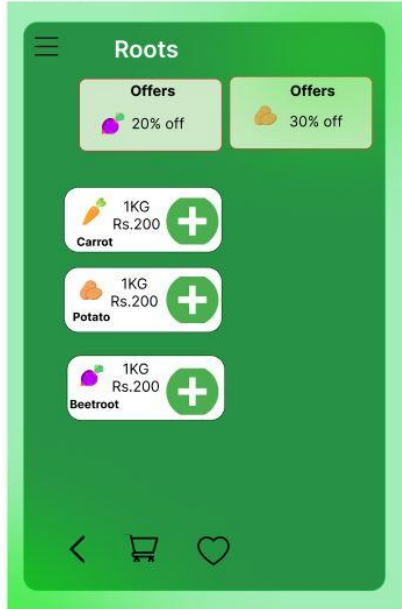 Roots
Offers
20% off
Offers
30% off
1KG
Rs.200
Carrot
1KG
Rs.200
Potato
1KG
Rs.200
Beetroot